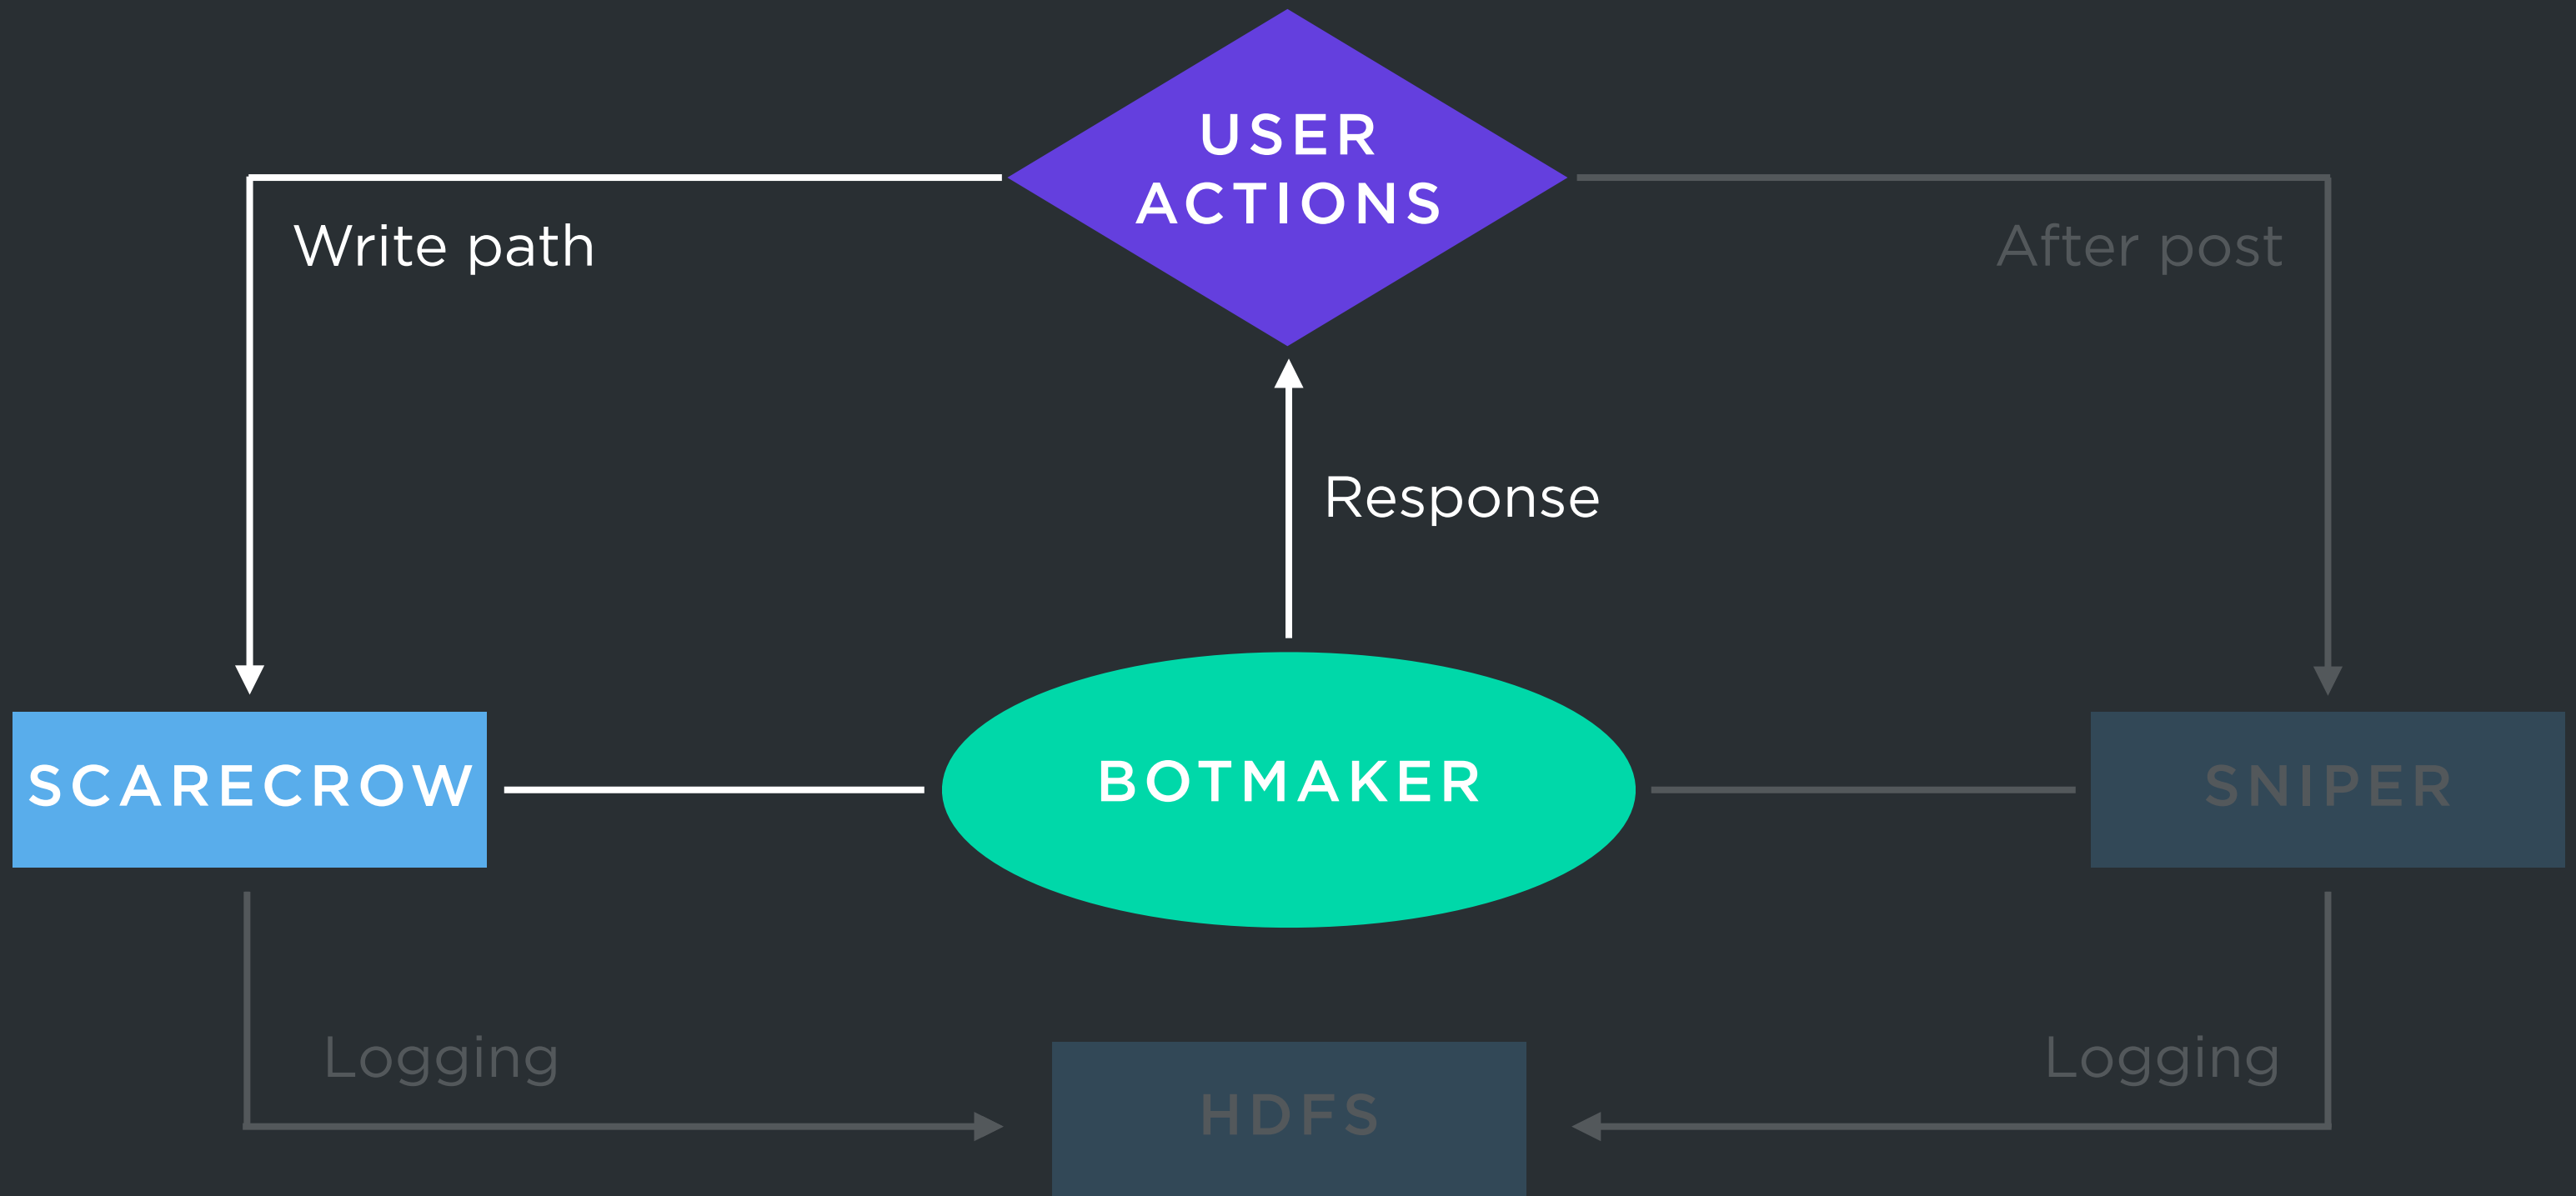 USER
ACTIONS
Write path
After post
Response
SCARECROW
BOTMAKER
SNIPER
Logging
Logging
HDFS